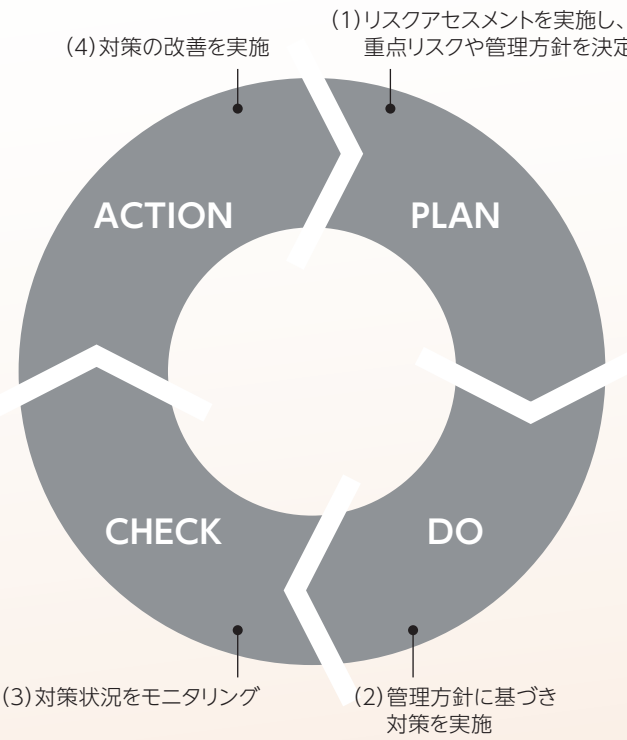 (1)リスクアセスメントを実施し、
重点リスクや管理方針を決定
(4)対策の改善を実施
ACTION
PLAN
CHECK
DO
(3)対策状況をモニタリング
(2)管理方針に基づき
対策を実施